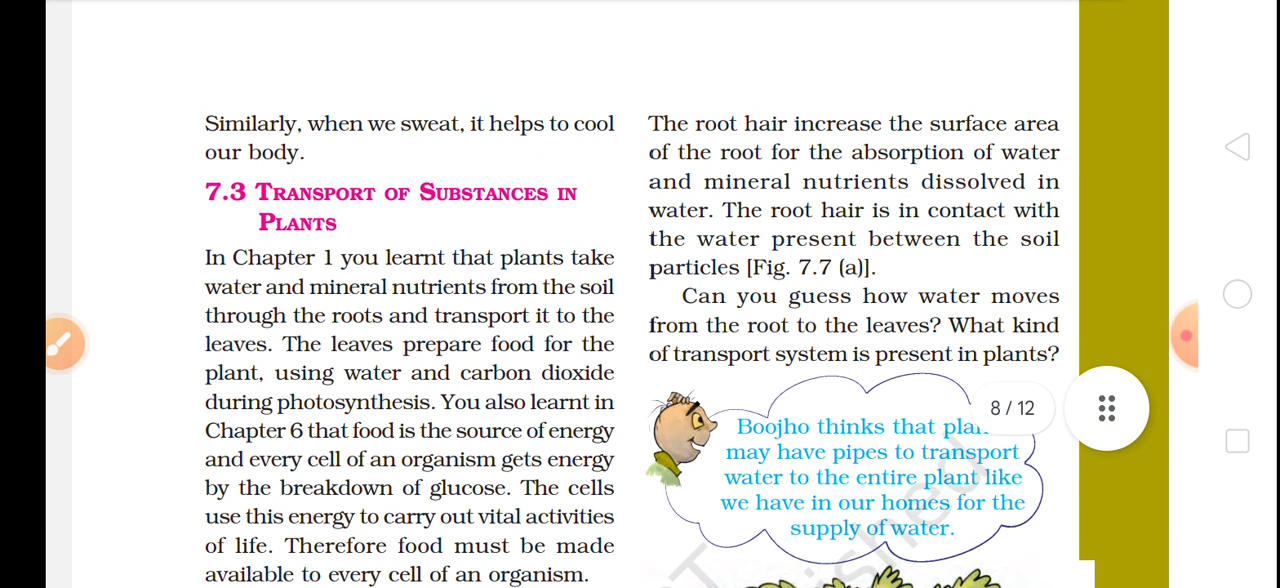 Similarly, when we sweat, it helps to cool
our body.
7.3 TRANSPORT OF SUBSTANCES IN
PLANTS
In Chapter 1 you learnt that plants take
water and mineral nutrients from the soil
through the roots and transport it to the
leaves. The leaves prepare food for the
plant, using water and carbon dioxide
during photosynthesis. You also learnt in
Chapter 6 that food is the source of energy
and every cell of an organism gets energy
by the breakdown of glucose. The cells
use this energy to carry out vital activities
of life. Therefore food must be made
available to every cell of an organism.
The root hair increase the surface area
of the root for the absorption of water
and mineral nutrients dissolved in
water. The root hair is in contact with
the water present between the soil
particles [Fig. 7.7 (a)].
Can you guess how water moves
from the root to the leaves? What kind
of transport system is present in plants?
8 / 12
Boojho thinks that
may have pipes to transport
water to the entire plant like
we have in our homes for the
supply of water.